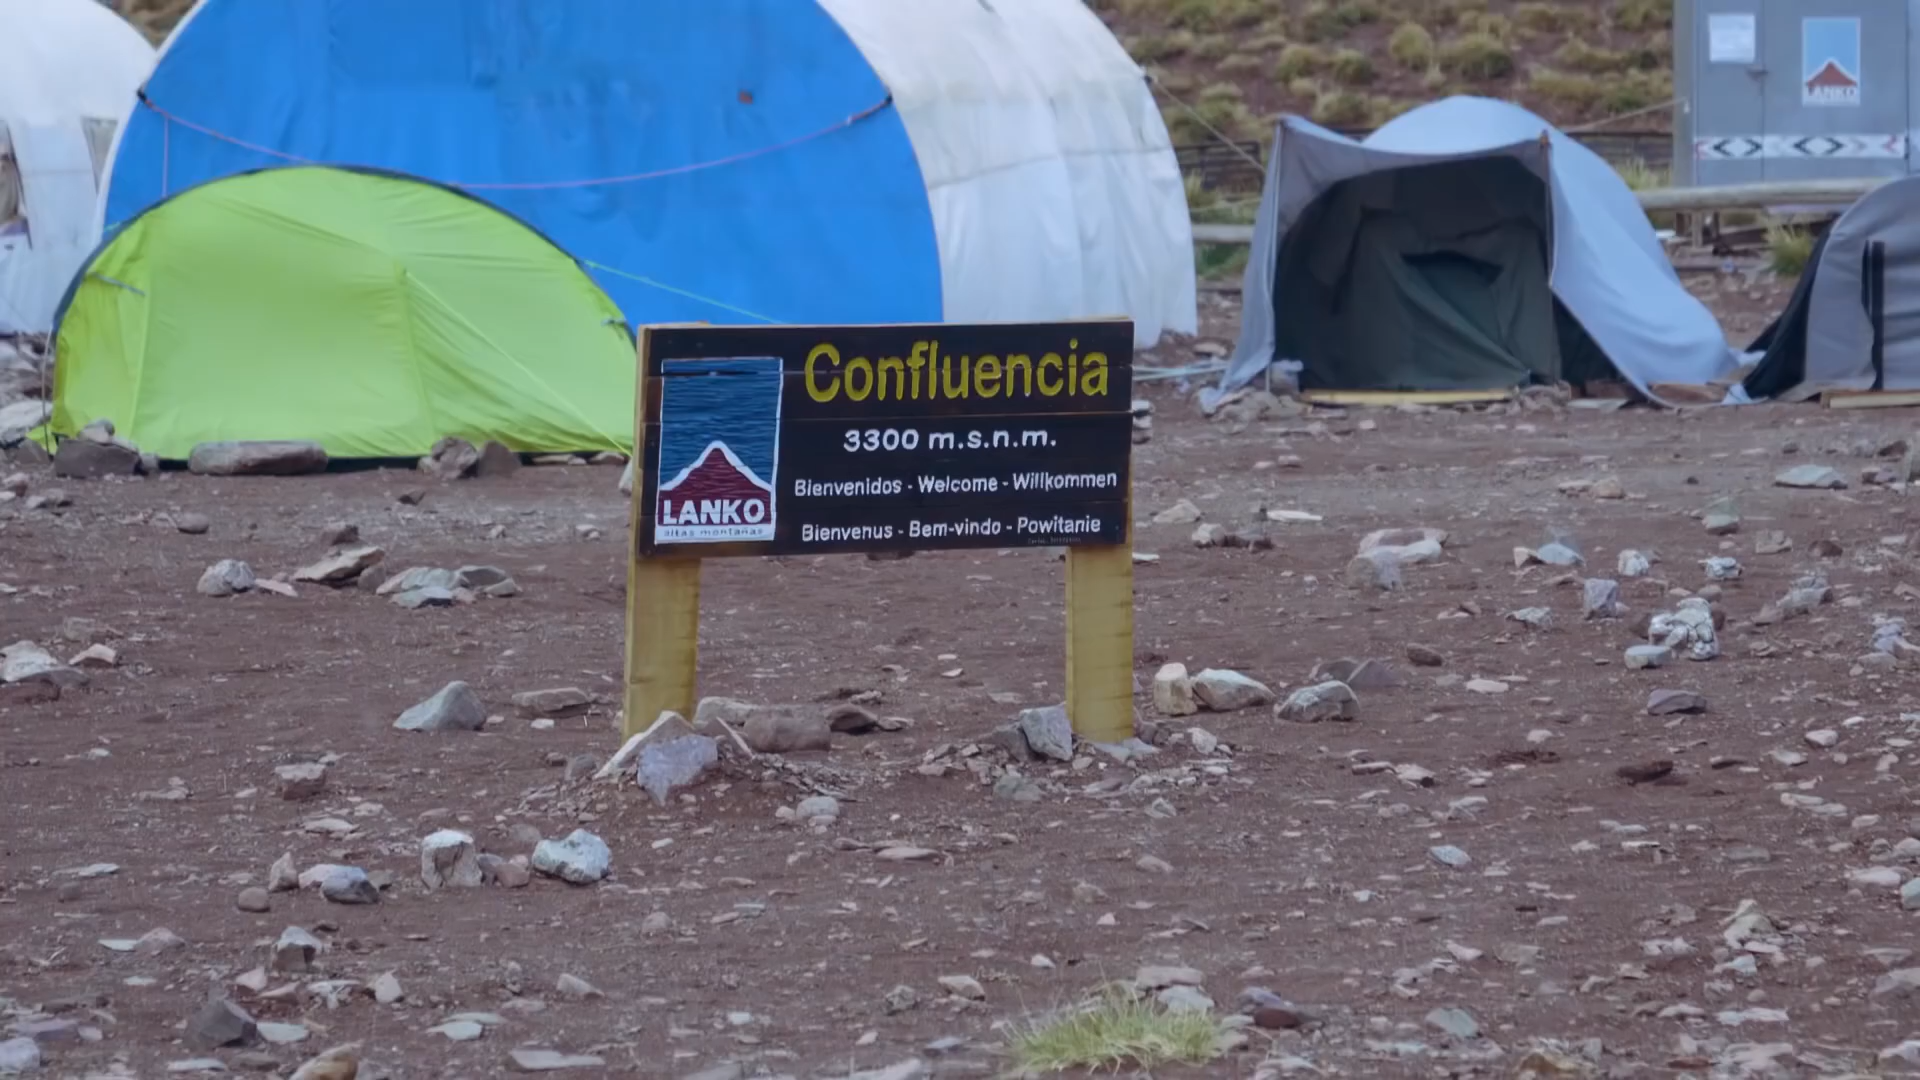 Confluencia
3300 m.s.n.m.
Bienvenidos - Welcome - Willkommen
Bienvenus - Bem-vindo - Powitanie
LANKO
altas montañas
LANKO